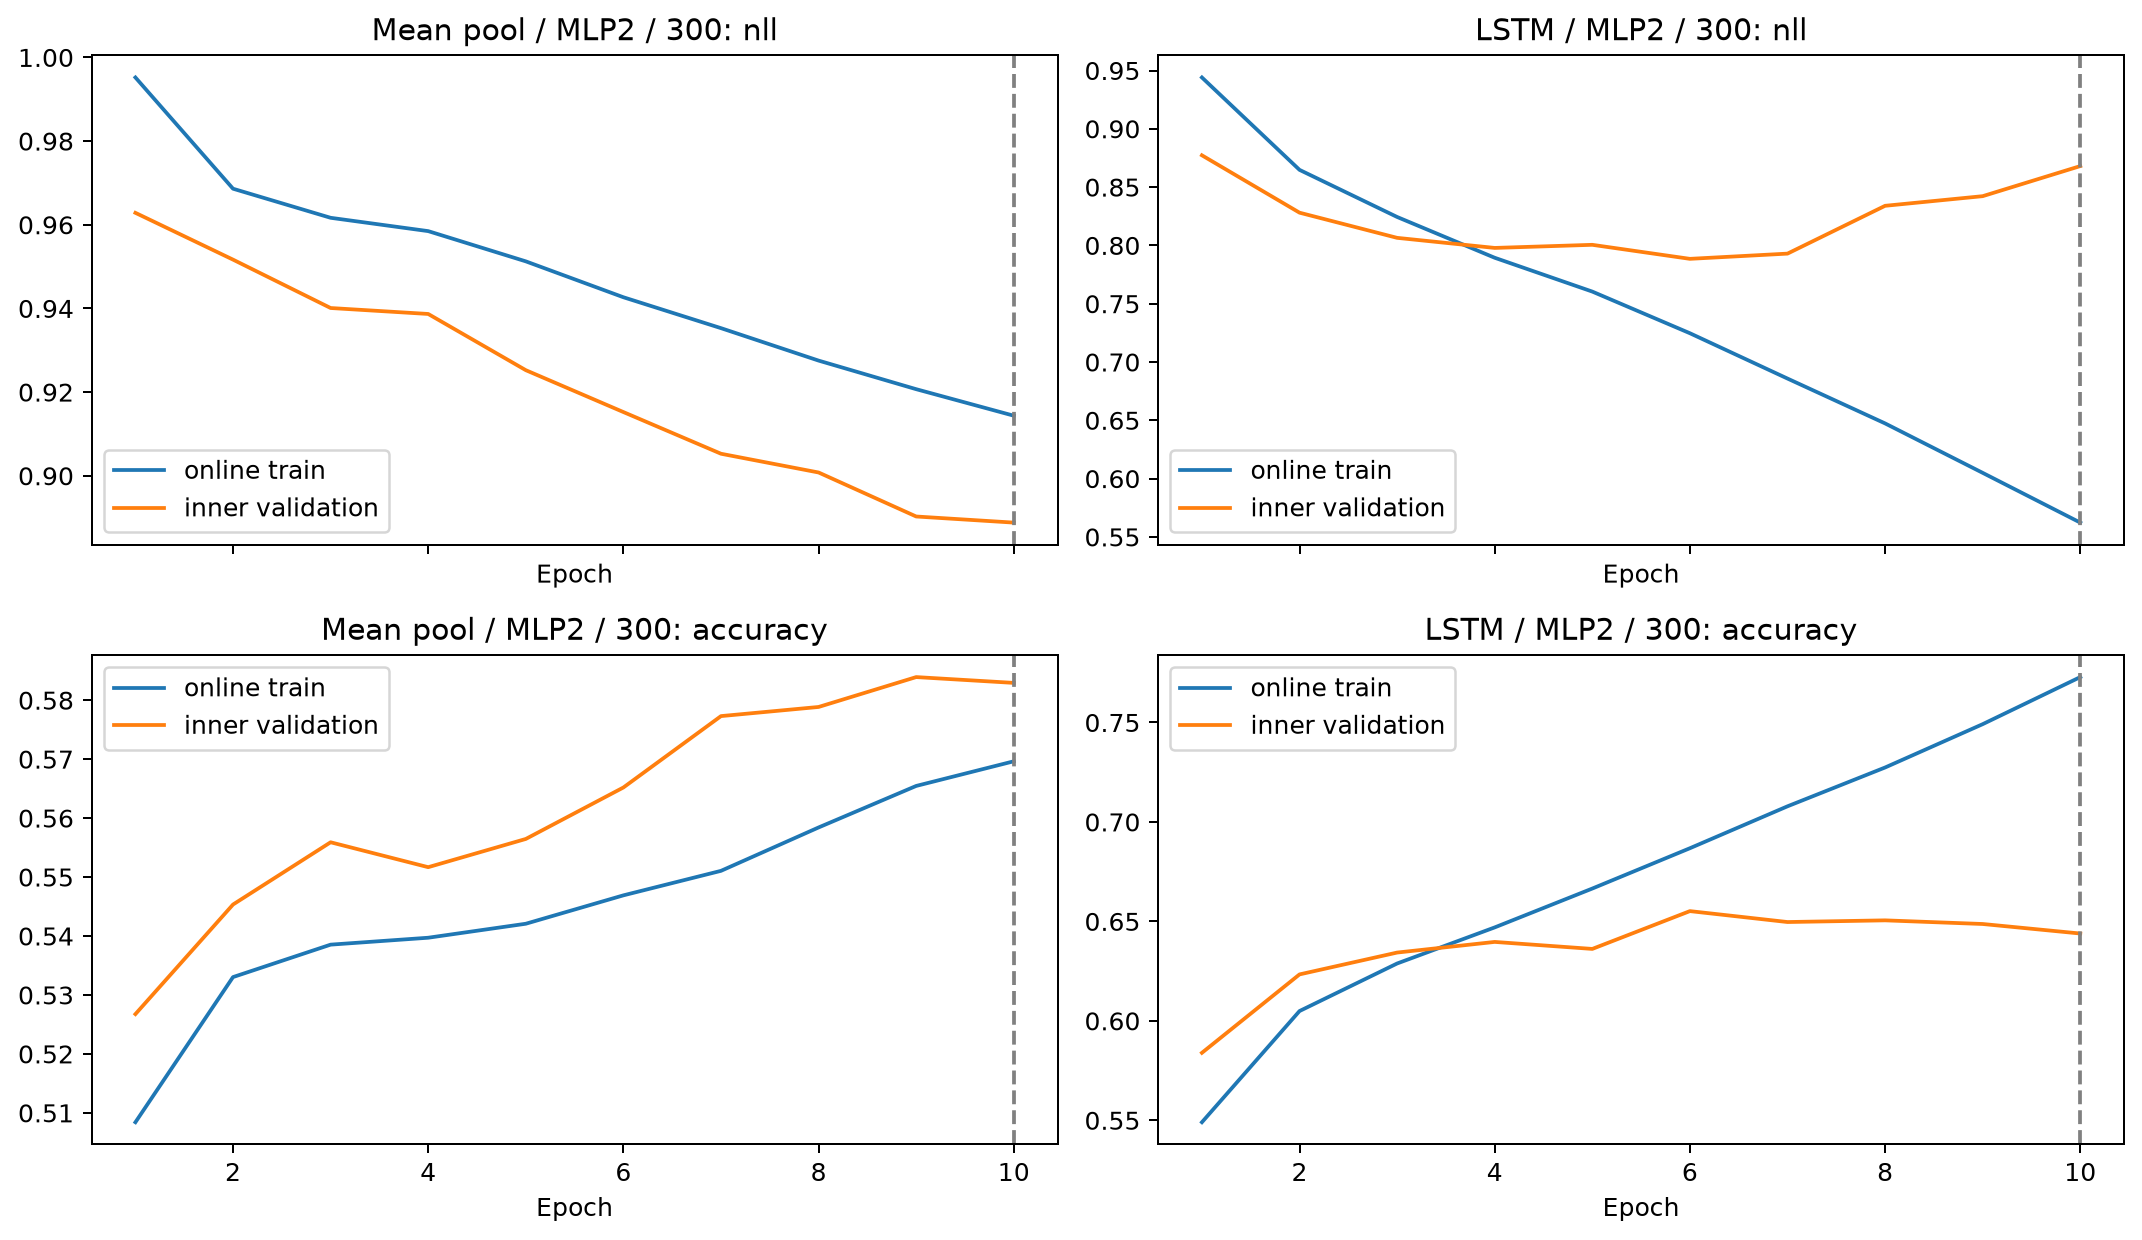 Mean pool / MLP2 / 300: nll
1.00
0.98
0.96
0.94
0.92
0.90
online train
inner validation
Epoch
LSTM / MLP2 / 300: nll
0.95
0.90
0.85
0.80
0.75
0.70
0.65
0.60
0.55
online train
inner validation
Epoch
Mean pool / MLP2 / 300: accuracy
0.58
0.57
0.56
0.55
0.54
0.53
0.52
0.51
online train
inner validation
2 4 6 8 10
Epoch
LSTM / MLP2 / 300: accuracy
0.75
0.70
0.65
0.60
0.55
online train
inner validation
2 4 6 8 10
Epoch